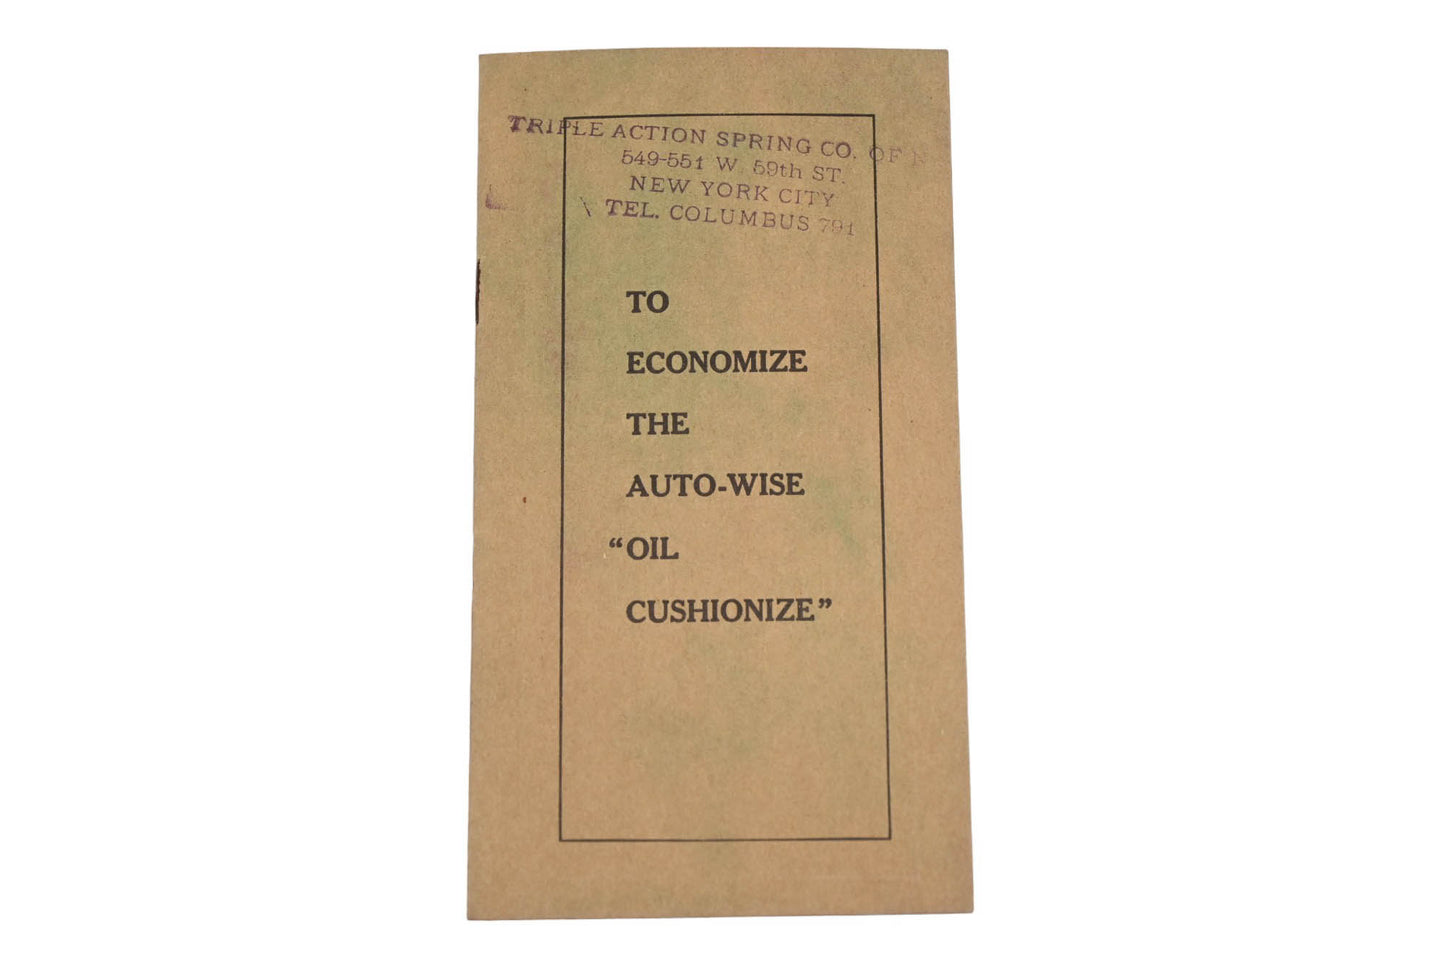 TRIPLE ACTION SPRING CO. OF N
549-551 W. 59th ST.
NEW YORK CITY
TEL. COLUMBUS 791
TO
ECONOMIZE
THE
AUTO-WISE
“OIL
CUSHIONIZE”